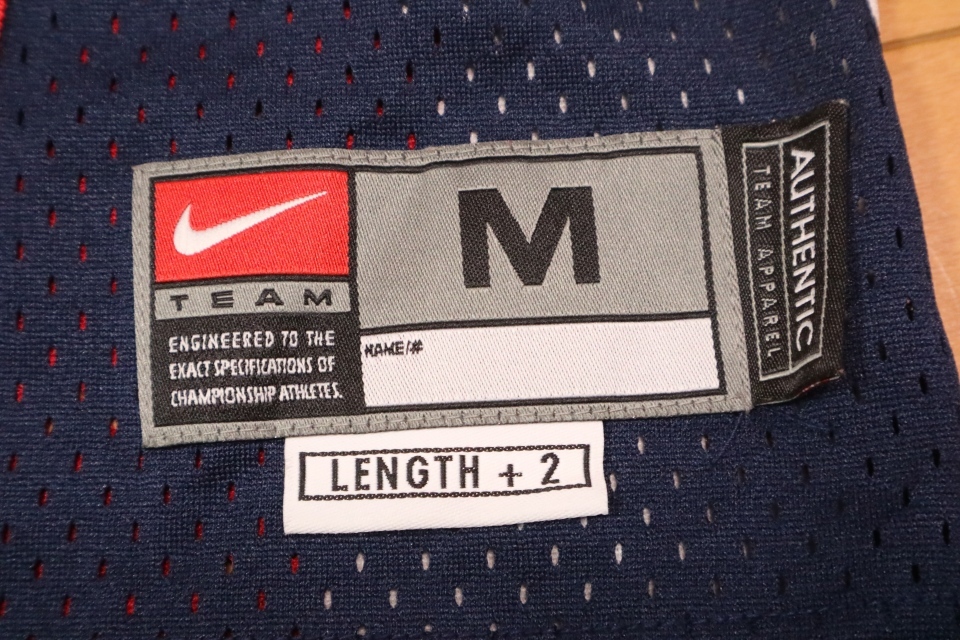 TEAM
ENGINEERED TO THE
EXACT SPECIFICATIONS OF
CHAMPIONSHIP ATHLETES.
M
NAME/#
AUTHENTIC
TEAM APPAREL
LENGTH + 2